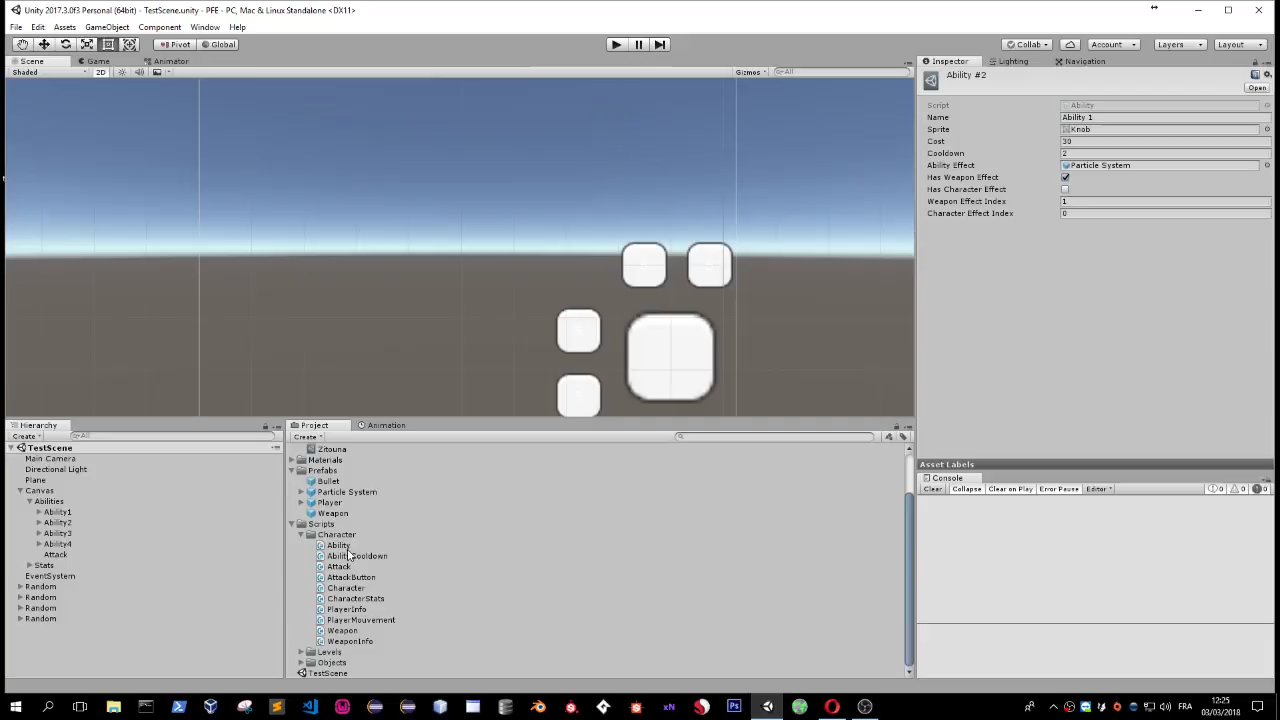 Unity 2017.3.0f3 Personal (64bit) - TestScene.unity - PFE - PC, Mac & Linux Standalone <DX11>
File Edit Assets GameObject Component Window Help
Pivot Global Collab Account Layers Layout
Scene Game Animator
Shaded 2D Gizmos All
Inspector Lighting Navigation
Ability #2
Open
Script Ability
Name Ability 1
Sprite Knob
Cost 30
Cooldown 2
Ability Effect Particle System
Has Weapon Effect
Has Character Effect
Weapon Effect Index 1
Character Effect Index 0
Asset Labels
Console
Clear Collapse Clear on Play Error Pause Editor 0 0 0
Hierarchy
Create All
TestScene
Main Camera
Directional Light
Plane
Canvas
Abilities
Ability1
Ability2
Ability3
Ability4
Attack
Stats
EventSystem
Random
Random
Random
Random
Project Animation
Create
Zitouna
Materials
Prefabs
Bullet
Particle System
Player
Weapon
Scripts
Character
Ability
AbilityCooldown
Attack
AttackButton
Character
CharacterStats
PlayerInfo
PlayerMouvement
Weapon
WeaponInfo
Levels
Objects
TestScene
xN Ps FRA
12:25
03/03/2018